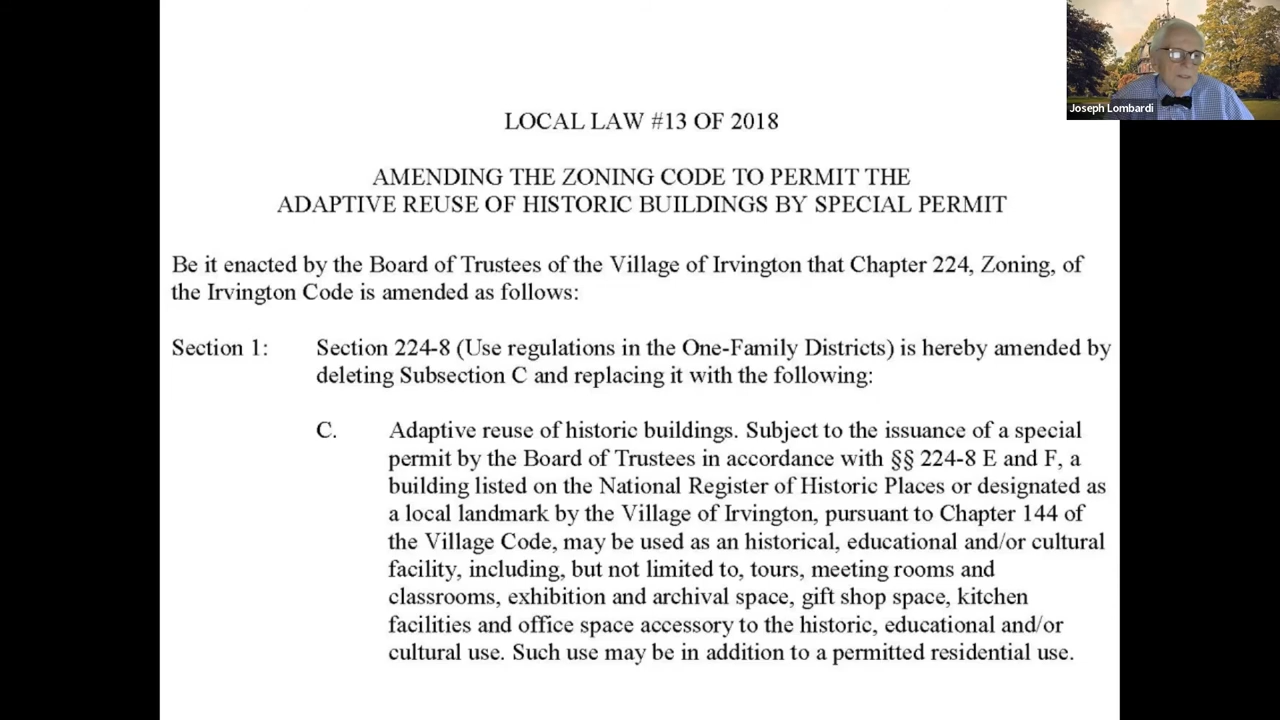 Joseph Lombardi
LOCAL LAW #13 OF 2018
AMENDING THE ZONING CODE TO PERMIT THE
ADAPTIVE REUSE OF HISTORIC BUILDINGS BY SPECIAL PERMIT
Be it enacted by the Board of Trustees of the Village of Irvington that Chapter 224, Zoning, of
the Irvington Code is amended as follows:
Section 1: Section 224-8 (Use regulations in the One-Family Districts) is hereby amended by
deleting Subsection C and replacing it with the following:
C. Adaptive reuse of historic buildings. Subject to the issuance of a special
permit by the Board of Trustees in accordance with §§ 224-8 E and F, a
building listed on the National Register of Historic Places or designated as
a local landmark by the Village of Irvington, pursuant to Chapter 144 of
the Village Code, may be used as an historical, educational and/or cultural
facility, including, but not limited to, tours, meeting rooms and
classrooms, exhibition and archival space, gift shop space, kitchen
facilities and office space accessory to the historic, educational and/or
cultural use. Such use may be in addition to a permitted residential use.